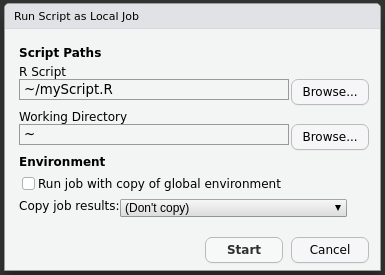 Run Script as Local Job
Script Paths
R Script
~/myScript.R Browse...
Working Directory
~ Browse...
Environment
Run job with copy of global environment
Copy job results: (Don't copy)
Start Cancel